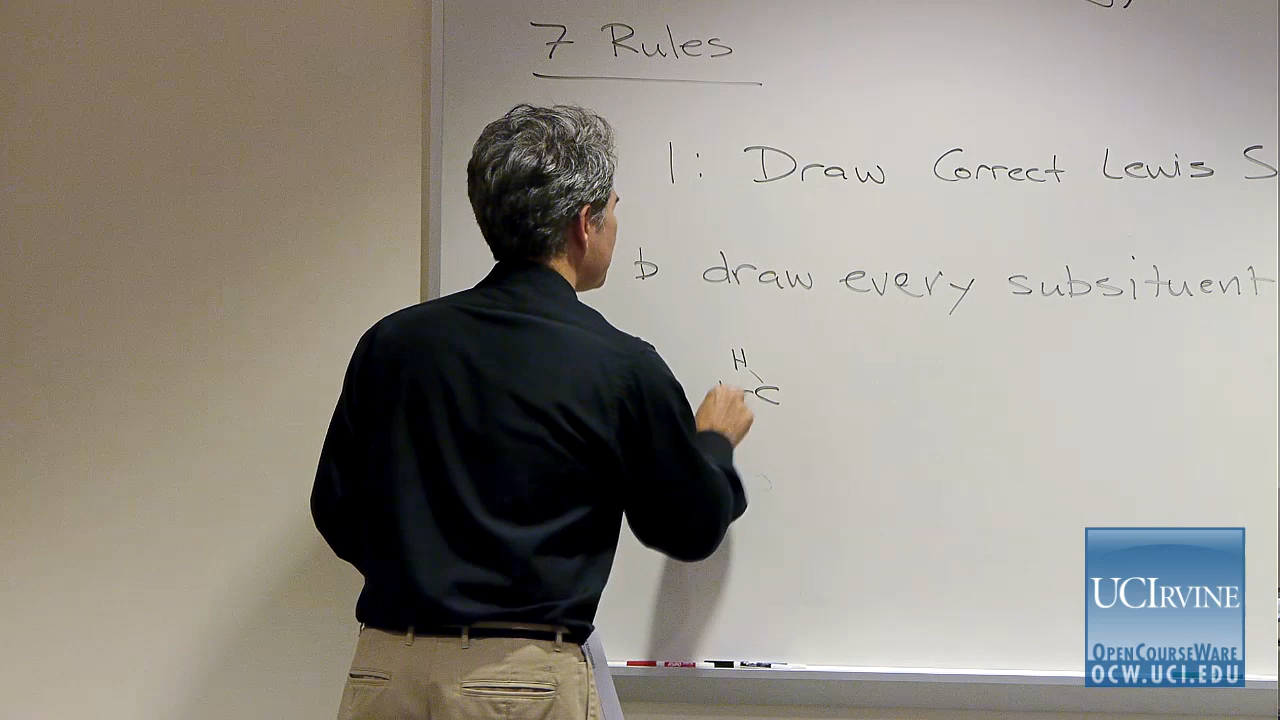 7 Rules
1: Draw Correct Lewis S
draw every subsituent
H
C
UCIRVINE
OPENCOURSEWARE
OCW.UCI.EDU